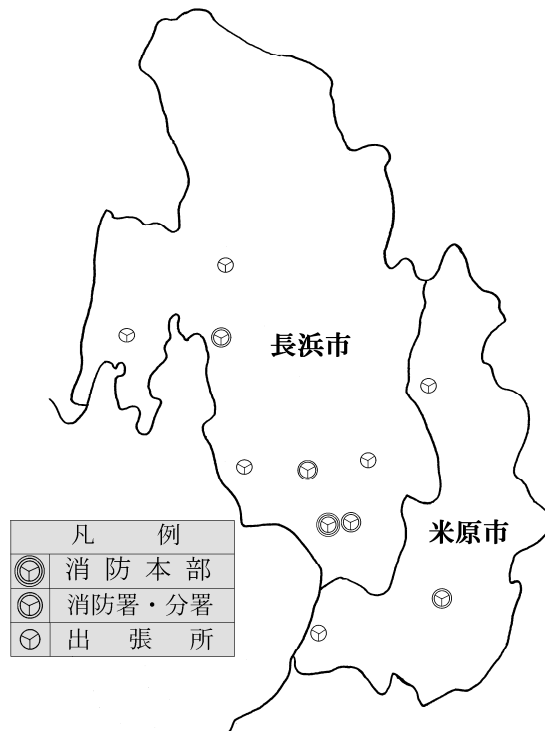 長浜市
米原市
凡例
消防本部
消防署・分署
出張所